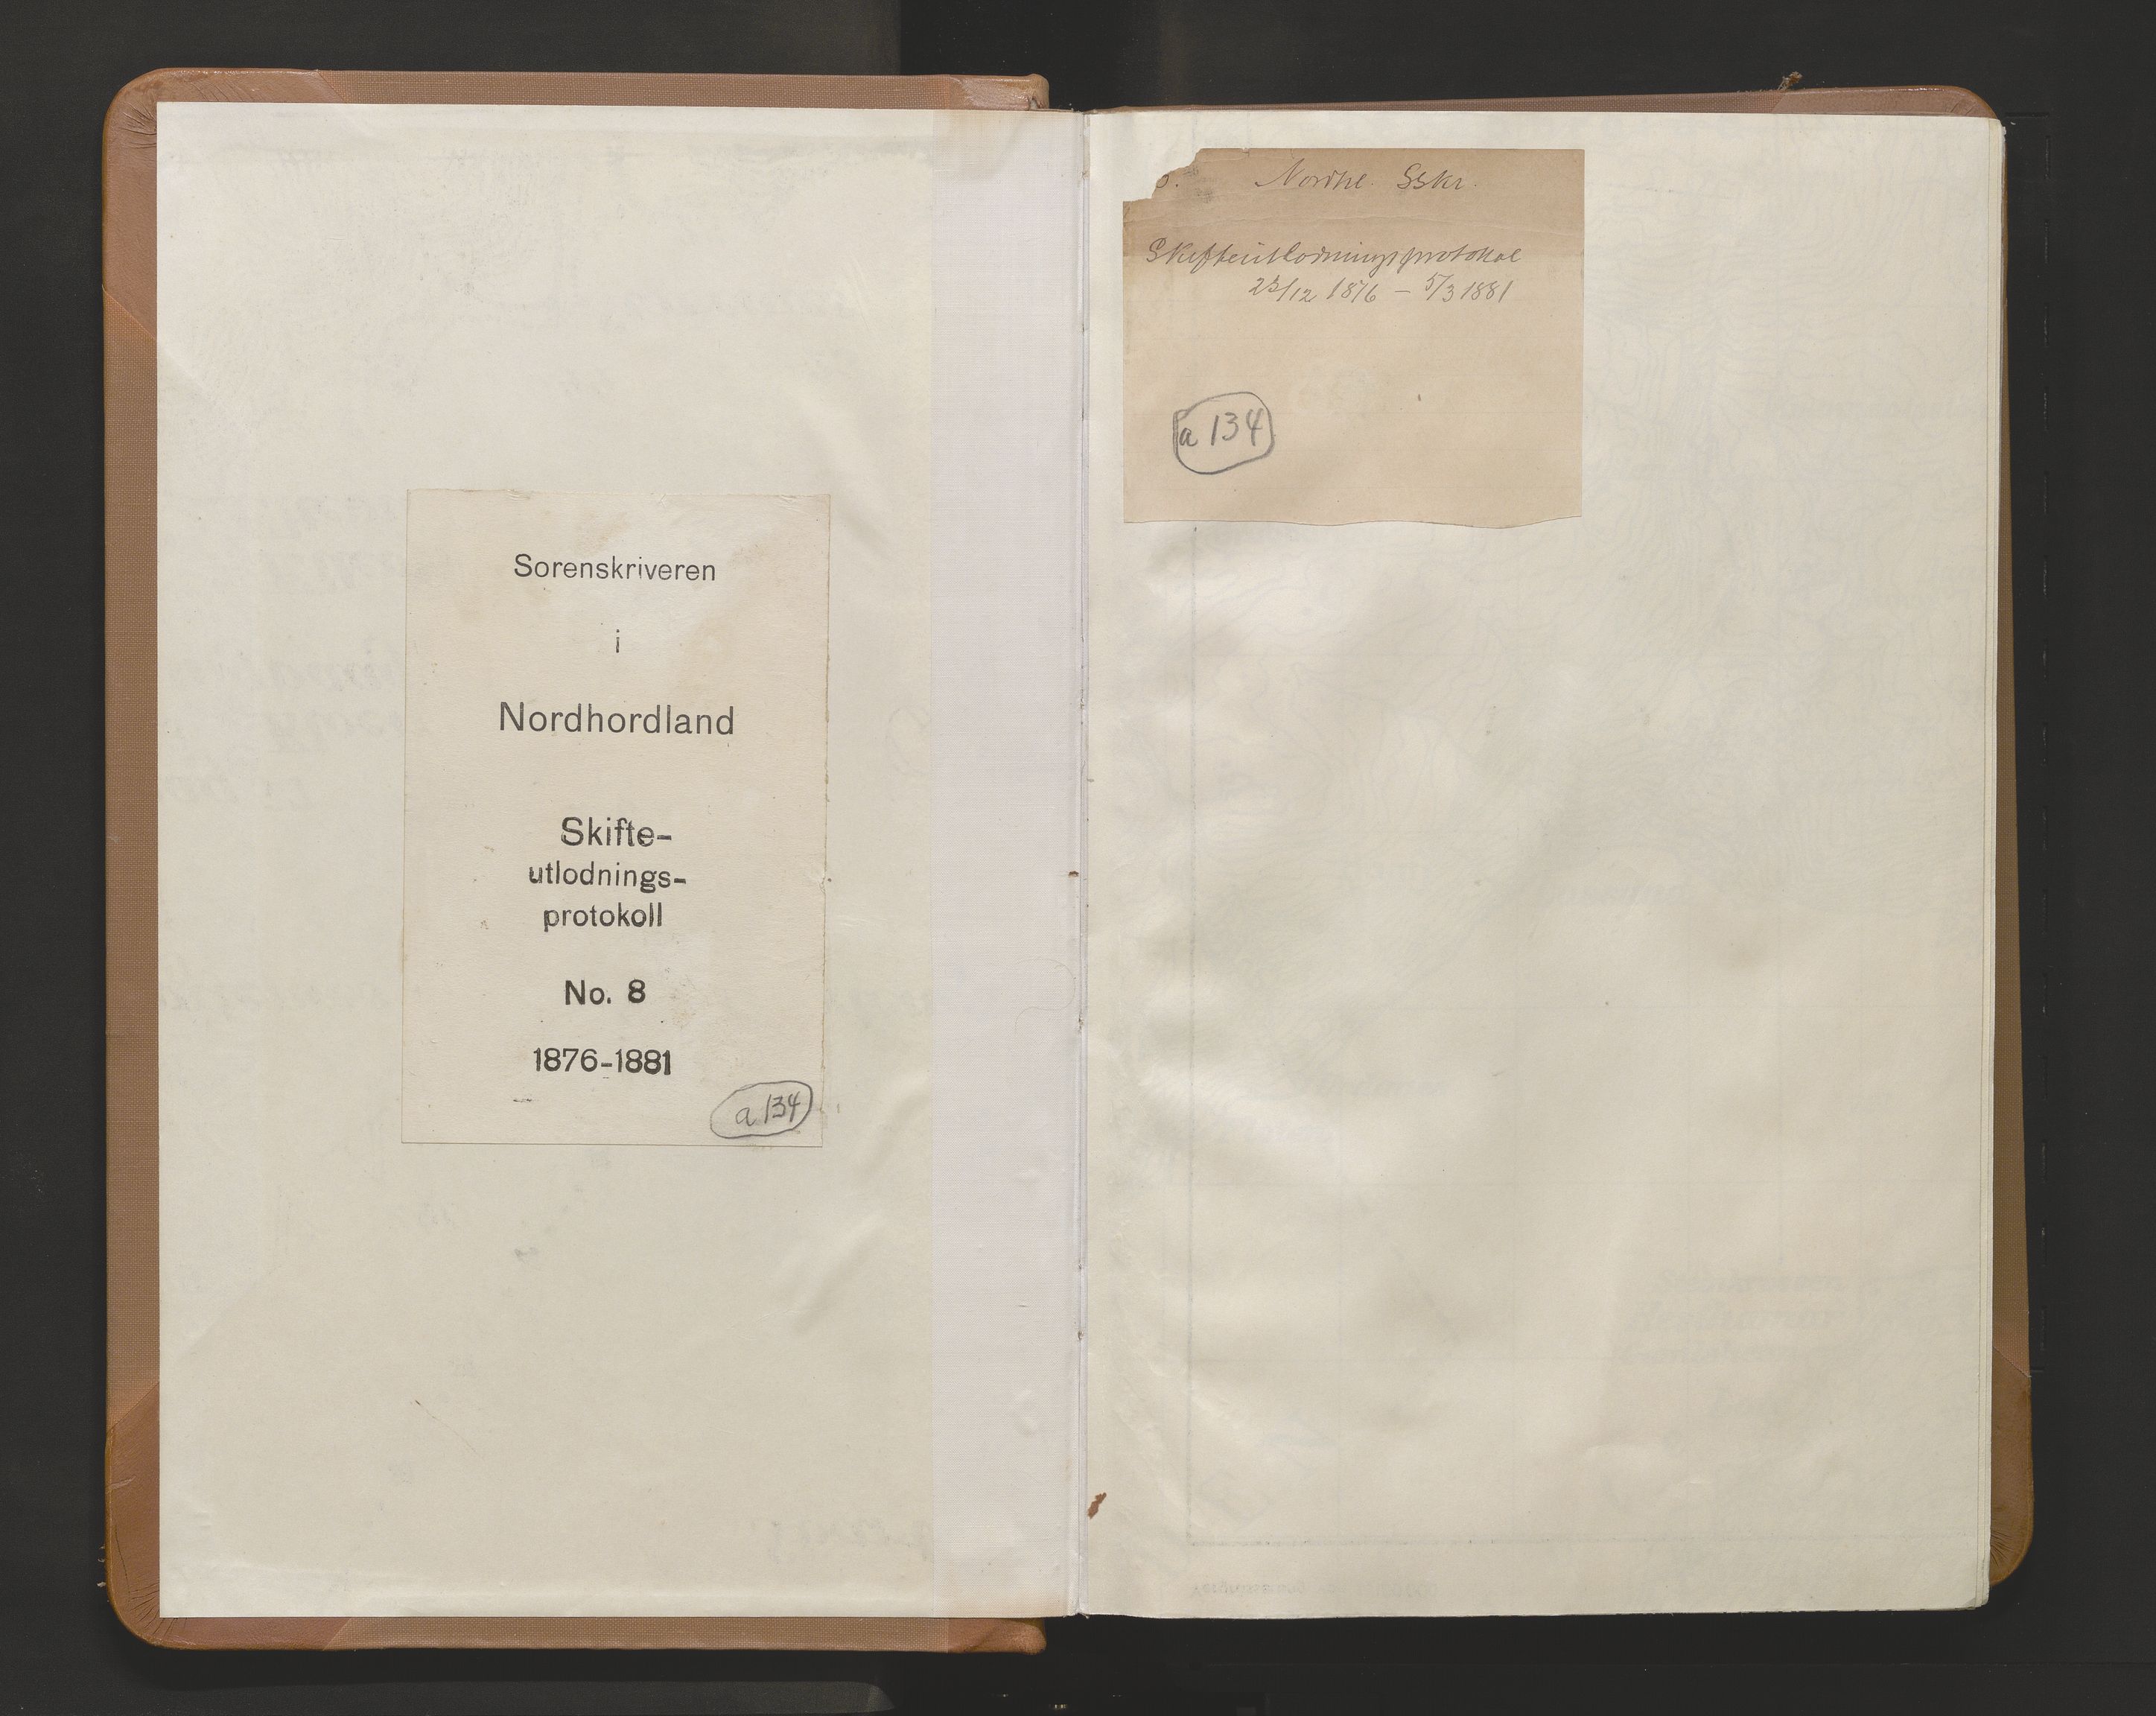 Sorenskriveren
i
Nordhordland
Skifte-
utlodnings-
protokoll
No. 8
1876-1881
a 134
Nordhl. Sskr.
Skifteutlodningsprotokol
23/12 1876 — 5/3 1881
a 134